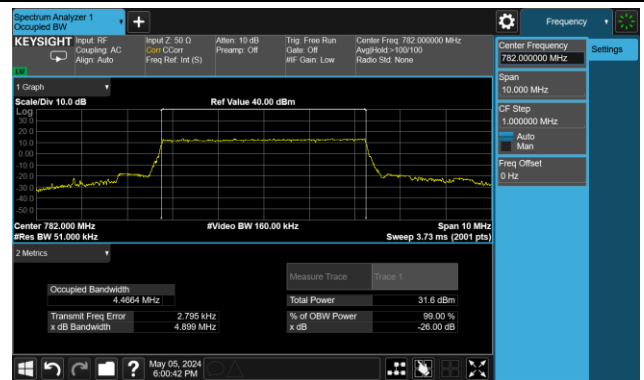 Spectrum Analyzer 1
Occupied BW
+
Frequency
KEYSIGHT
Input: RF
Coupling: AC
Align: Auto
Input Z: 50 Ω
Corr CCorr
Freq Ref: Int (S)
Atten: 10 dB
Preamp: Off
Trig: Free Run
Gate: Off
#IF Gain: Low
Center Freq: 782.000000 MHz
Avg|Hold:>100/100
Radio Std: None
Center Frequency
782.000000 MHz
Settings
Span
10.000 MHz
CF Step
1.000000 MHz
Auto
Man
Freq Offset
0 Hz
1 Graph
Scale/Div 10.0 dB
Ref Value 40.00 dBm
Log
30.0
20.0
10.0
0.00
-10.0
-20.0
-30.0
-40.0
-50.0
Center 782.000 MHz
#Video BW 160.00 kHz
Span 10 MHz
#Res BW 51.000 kHz
Sweep 3.73 ms (2001 pts)
2 Metrics
Measure Trace
Trace 1
Occupied Bandwidth
4.4664 MHz
Total Power
31.6 dBm
Transmit Freq Error
2.795 kHz
% of OBW Power
99.00 %
x dB Bandwidth
4.899 MHz
x dB
-26.00 dB
?
May 05, 2024
6:00:42 PM